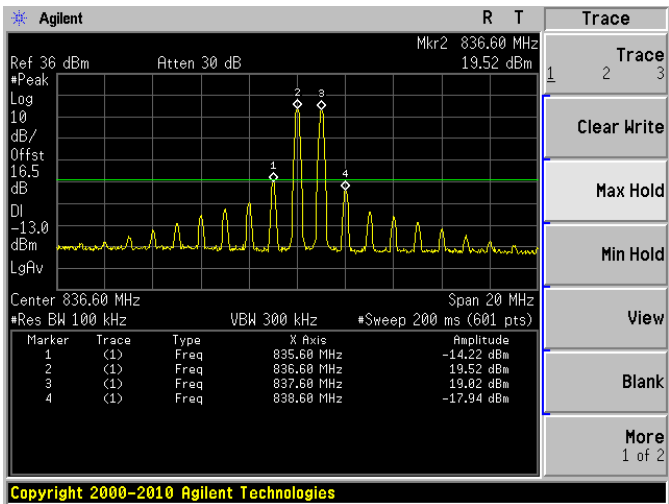 Agilent R T Trace
Mkr2 836.60 MHz
Ref 36 dBm Atten 30 dB 19.52 dBm
#Peak
Log
10
dB/
Offst
16.5
dB
DI
-13.0
dBm
LgAv
1
2
3
4
Center 836.60 MHz Span 20 MHz
#Res BW 100 kHz VBW 300 kHz #Sweep 200 ms (601 pts)
Marker Trace Type X Axis Amplitude
1 (1) Freq 835.60 MHz -14.22 dBm
2 (1) Freq 836.60 MHz 19.52 dBm
3 (1) Freq 837.60 MHz 19.02 dBm
4 (1) Freq 838.60 MHz -17.94 dBm
Trace
1 2 3
Clear Write
Max Hold
Min Hold
View
Blank
More
1 of 2
Copyright 2000-2010 Agilent Technologies